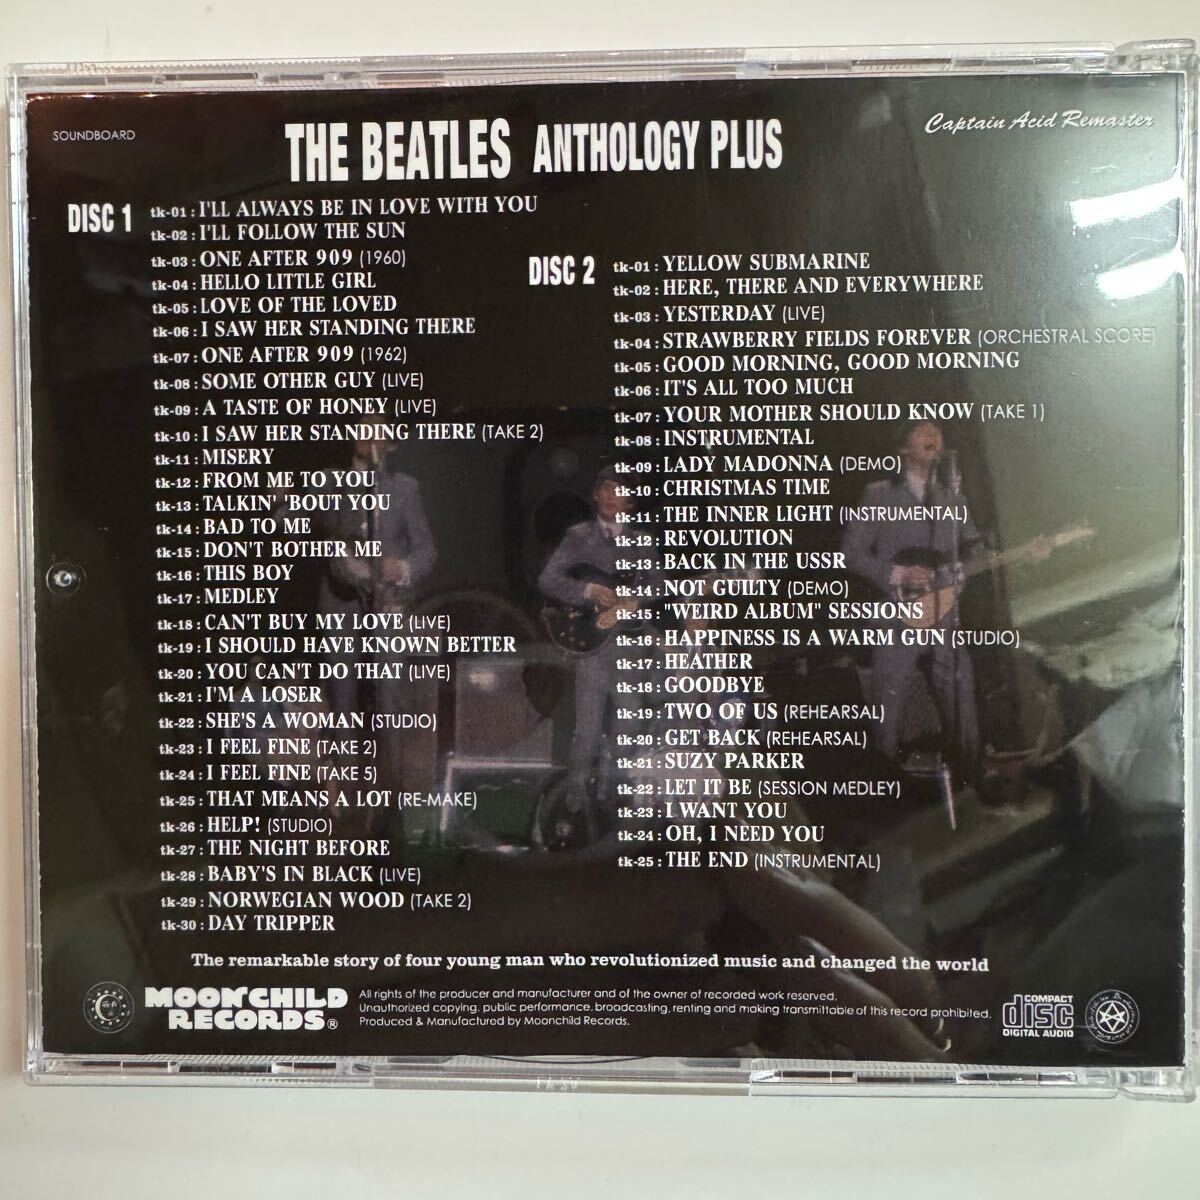 SOUNDBOARD
Captain Acid Remaster
THE BEATLES ANTHOLOGY PLUS
DISC 1
tk-01 : I'LL ALWAYS BE IN LOVE WITH YOU
tk-02 : I'LL FOLLOW THE SUN
tk-03 : ONE AFTER 909 (1960)
tk-04 : HELLO LITTLE GIRL
tk-05 : LOVE OF THE LOVED
tk-06 : I SAW HER STANDING THERE
tk-07 : ONE AFTER 909 (1962)
tk-08 : SOME OTHER GUY (LIVE)
tk-09 : A TASTE OF HONEY (LIVE)
tk-10 : I SAW HER STANDING THERE (TAKE 2)
tk-11 : MISERY
tk-12 : FROM ME TO YOU
tk-13 : TALKIN' 'BOUT YOU
tk-14 : BAD TO ME
tk-15 : DON'T BOTHER ME
tk-16 : THIS BOY
tk-17 : MEDLEY
tk-18 : CAN'T BUY MY LOVE (LIVE)
tk-19 : I SHOULD HAVE KNOWN BETTER
tk-20 : YOU CAN'T DO THAT (LIVE)
tk-21 : I'M A LOSER
tk-22 : SHE'S A WOMAN (STUDIO)
tk-23 : I FEEL FINE (TAKE 2)
tk-24 : I FEEL FINE (TAKE 5)
tk-25 : THAT MEANS A LOT (RE-MAKE)
tk-26 : HELP! (STUDIO)
tk-27 : THE NIGHT BEFORE
tk-28 : BABY'S IN BLACK (LIVE)
tk-29 : NORWEGIAN WOOD (TAKE 2)
tk-30 : DAY TRIPPER
DISC 2
tk-01 : YELLOW SUBMARINE
tk-02 : HERE, THERE AND EVERYWHERE
tk-03 : YESTERDAY (LIVE)
tk-04 : STRAWBERRY FIELDS FOREVER (ORCHESTRAL SCORE)
tk-05 : GOOD MORNING, GOOD MORNING
tk-06 : IT'S ALL TOO MUCH
tk-07 : YOUR MOTHER SHOULD KNOW (TAKE 1)
tk-08 : INSTRUMENTAL
tk-09 : LADY MADONNA (DEMO)
tk-10 : CHRISTMAS TIME
tk-11 : THE INNER LIGHT (INSTRUMENTAL)
tk-12 : REVOLUTION
tk-13 : BACK IN THE USSR
tk-14 : NOT GUILTY (DEMO)
tk-15 : "WEIRD ALBUM" SESSIONS
tk-16 : HAPPINESS IS A WARM GUN (STUDIO)
tk-17 : HEATHER
tk-18 : GOODBYE
tk-19 : TWO OF US (REHEARSAL)
tk-20 : GET BACK (REHEARSAL)
tk-21 : SUZY PARKER
tk-22 : LET IT BE (SESSION MEDLEY)
tk-23 : I WANT YOU
tk-24 : OH, I NEED YOU
tk-25 : THE END (INSTRUMENTAL)
The remarkable story of four young man who revolutionized music and changed the world
MOONCHILD
RECORDS®
All rights of the producer and manufacturer and of the owner of recorded work reserved.
Unauthorized copying, public performance, broadcasting, renting and making transmittable of this record prohibited.
Produced & Manufactured by Moonchild Records.
COMPACT
disc
DIGITAL AUDIO